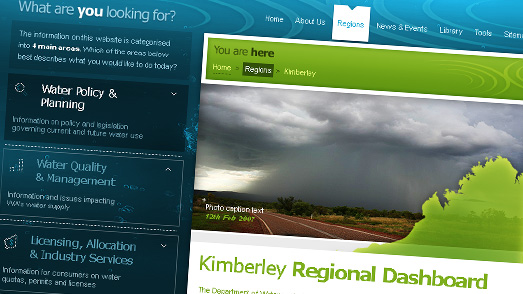 What are you looking for?
The information on this website is categorised
into 4 main areas. Which of the areas below
best describes what you would like to do today?
Water Policy &
Planning
Information on policy and legislation
governing current and future water use
Water Quality
& Management
Information and issues impacting
WA's water supply
Licensing, Allocation
& Industry Services
Information for consumers on water
quotas, permits and licenses
Home
About Us
Regions
News & Events
Library
Tools
You are here
Home
Regions
Kimberley
Photo caption text
12th Feb 2007
Kimberley Regional Dashboard
The Department of